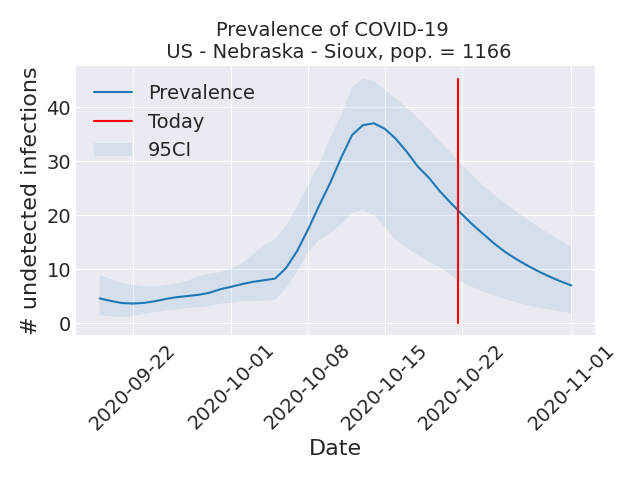 Prevalence of COVID-19
US - Nebraska - Sioux, pop. = 1166
# undetected infections
40
30
20
10
0
Prevalence
Today
95CI
2020-09-22
2020-10-01
2020-10-08
2020-10-15
2020-10-22
2020-11-01
Date